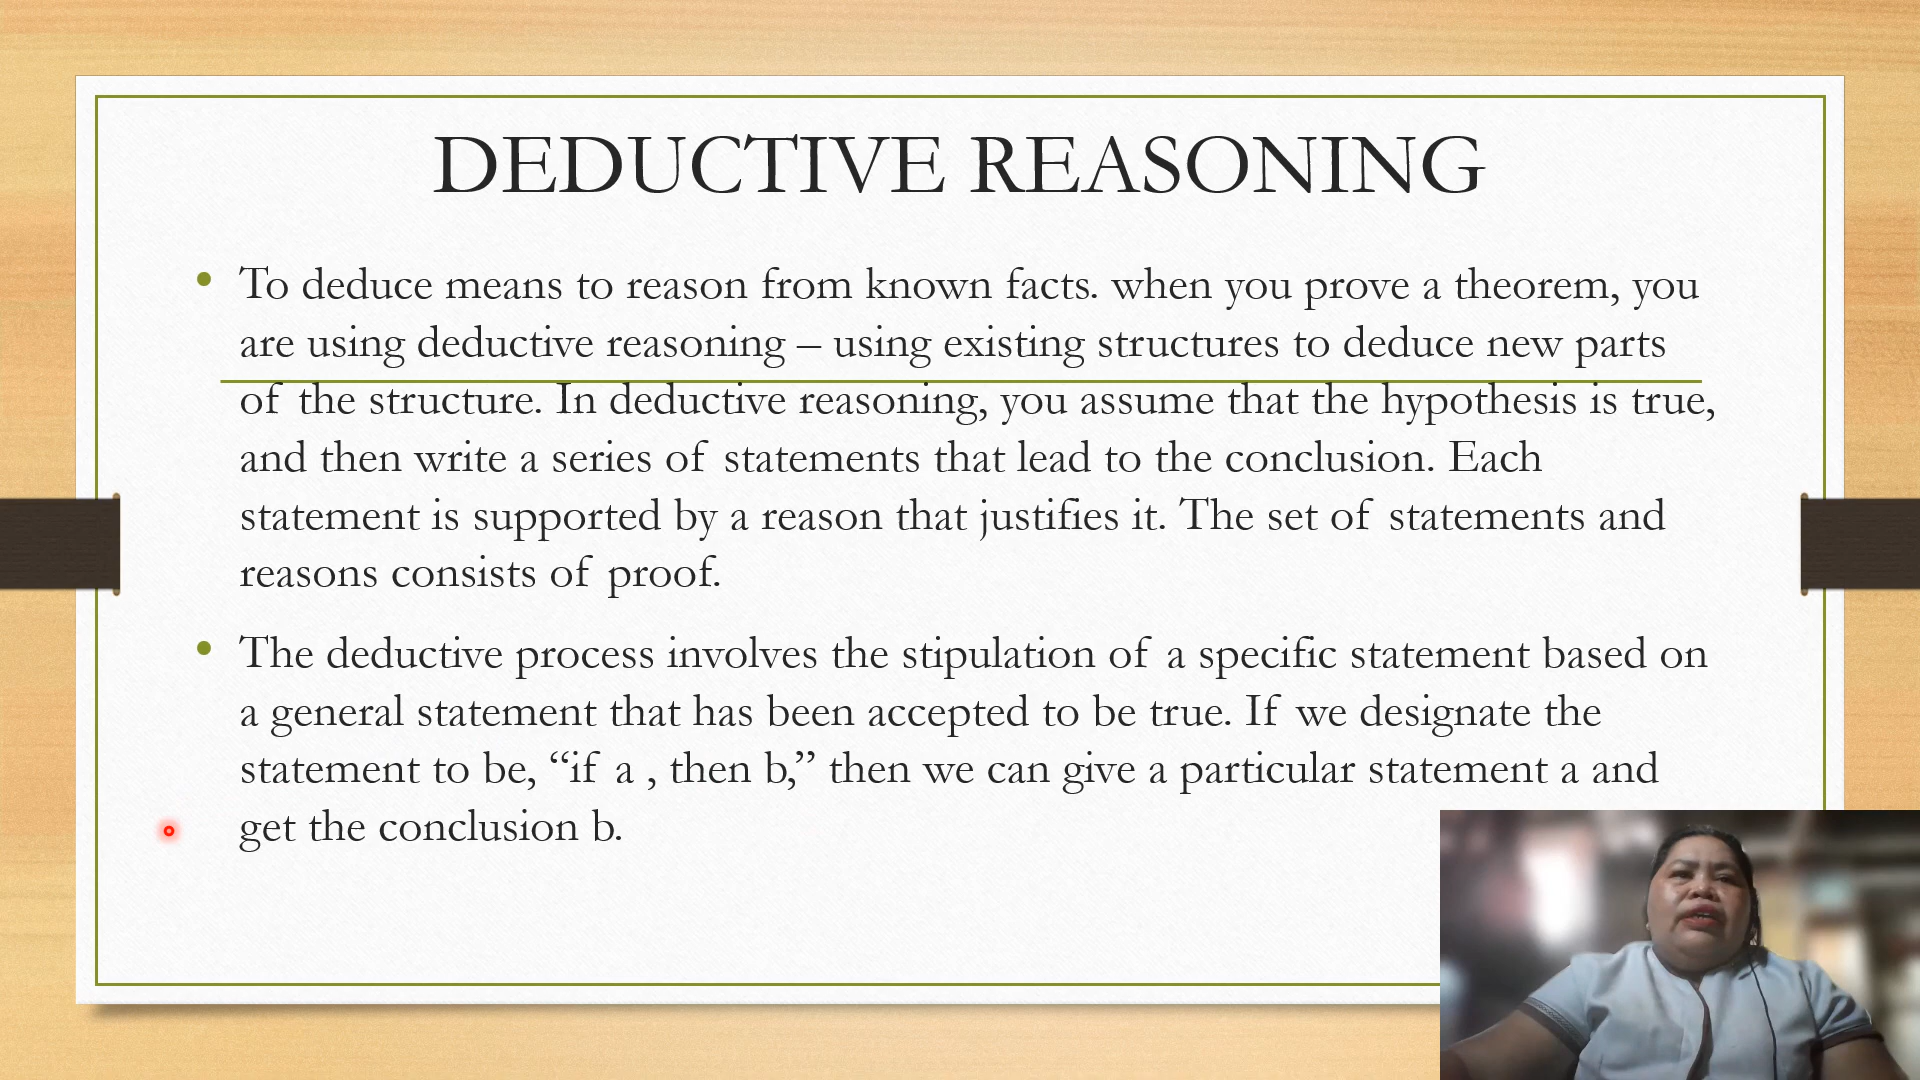 DEDUCTIVE REASONING
• To deduce means to reason from known facts. when you prove a theorem, you
are using deductive reasoning – using existing structures to deduce new parts
of the structure. In deductive reasoning, you assume that the hypothesis is true,
and then write a series of statements that lead to the conclusion. Each
statement is supported by a reason that justifies it. The set of statements and
reasons consists of proof.
• The deductive process involves the stipulation of a specific statement based on
a general statement that has been accepted to be true. If we designate the
statement to be, “if a , then b,” then we can give a particular statement a and
get the conclusion b.